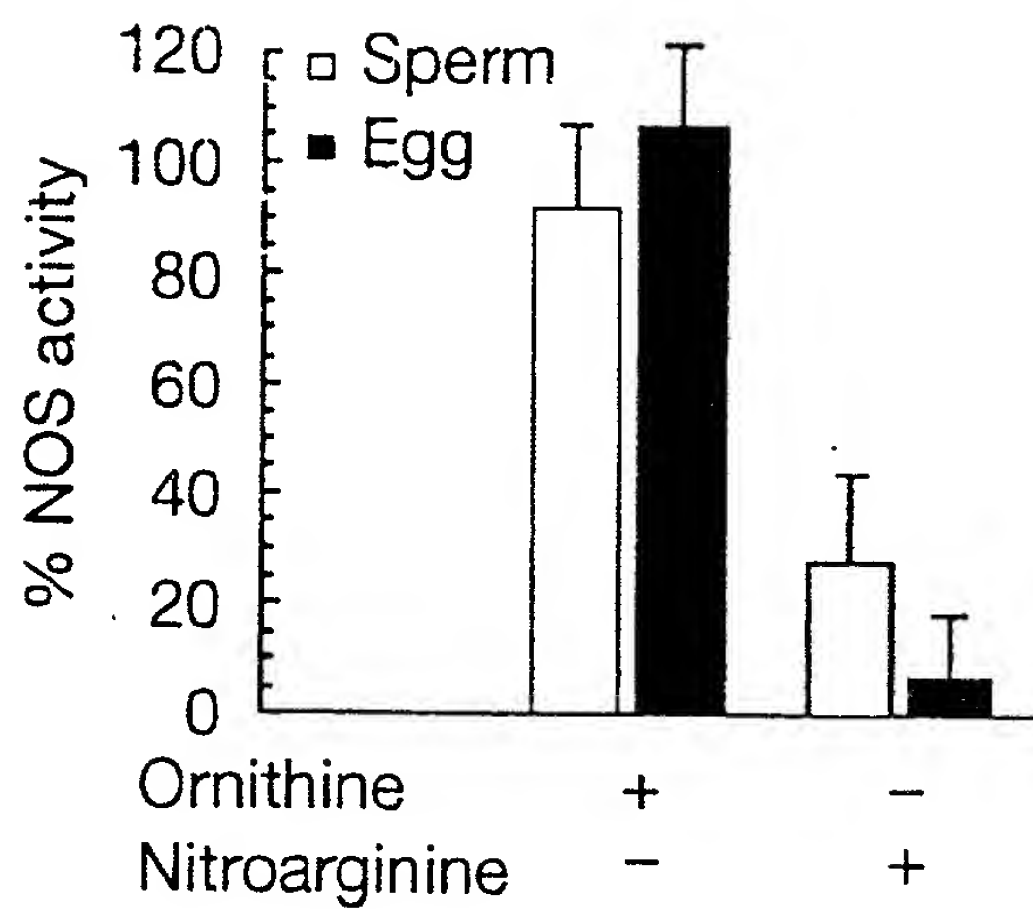 % NOS activity
120
100
80
60
40
20
0
Sperm
Egg
Ornithine + −
Nitroarginine − +